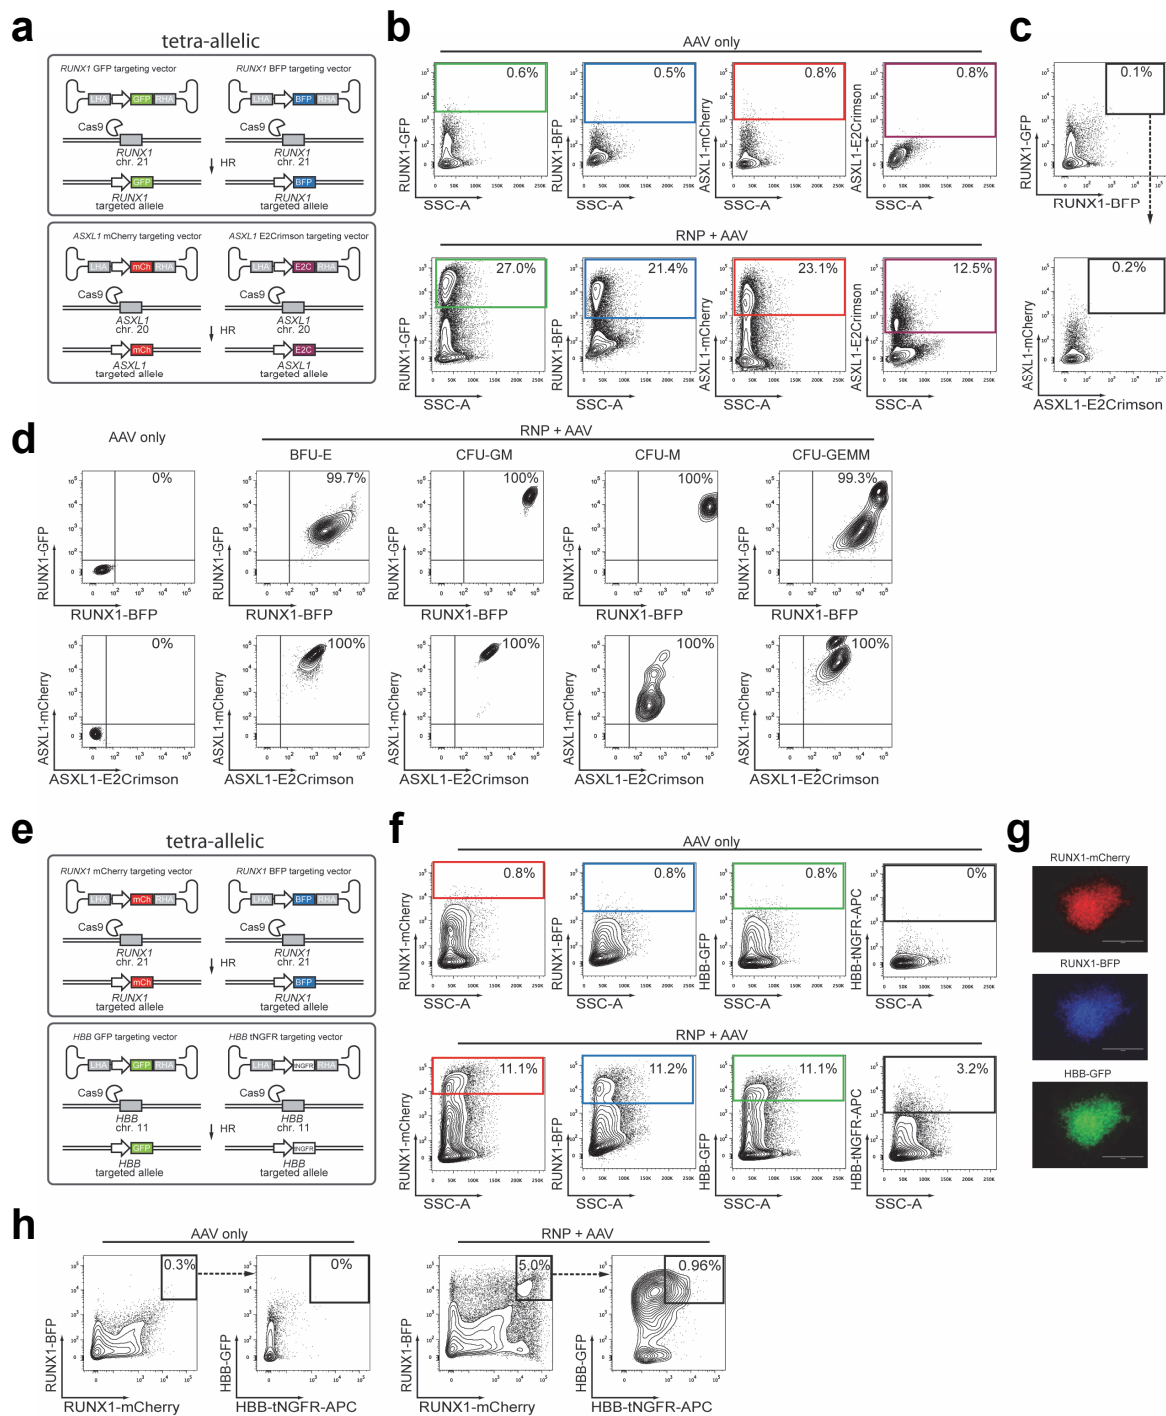 a
tetra-allelic
RUNX1 GFP targeting vector
RUNX1 BFP targeting vector
LHA GFP RHA
LHA BFP RHA
Cas9
Cas9
RUNX1
chr. 21
HR
RUNX1
chr. 21
GFP
BFP
RUNX1
targeted allele
RUNX1
targeted allele
ASXL1 mCherry targeting vector
ASXL1 E2Crimson targeting vector
LHA mCh RHA
LHA E2C RHA
Cas9
Cas9
ASXL1
chr. 20
HR
ASXL1
chr. 20
mCh
E2C
ASXL1
targeted allele
ASXL1
targeted allele
b
AAV only
0.6%
0.5%
0.8%
0.8%
RUNX1-GFP
RUNX1-BFP
ASXL1-mCherry
ASXL1-E2Crimson
SSC-A
SSC-A
SSC-A
SSC-A
RNP + AAV
27.0%
21.4%
23.1%
12.5%
RUNX1-GFP
RUNX1-BFP
ASXL1-mCherry
ASXL1-E2Crimson
SSC-A
SSC-A
SSC-A
SSC-A
c
0.1%
RUNX1-GFP
RUNX1-BFP
0.2%
ASXL1-mCherry
ASXL1-E2Crimson
d
AAV only
RNP + AAV
BFU-E
CFU-GM
CFU-M
CFU-GEMM
0%
99.7%
100%
100%
99.3%
RUNX1-GFP
RUNX1-GFP
RUNX1-GFP
RUNX1-GFP
RUNX1-GFP
RUNX1-BFP
RUNX1-BFP
RUNX1-BFP
RUNX1-BFP
RUNX1-BFP
0%
100%
100%
100%
100%
ASXL1-mCherry
ASXL1-mCherry
ASXL1-mCherry
ASXL1-mCherry
ASXL1-mCherry
ASXL1-E2Crimson
ASXL1-E2Crimson
ASXL1-E2Crimson
ASXL1-E2Crimson
ASXL1-E2Crimson
e
tetra-allelic
RUNX1 mCherry targeting vector
RUNX1 BFP targeting vector
LHA mCh RHA
LHA BFP RHA
Cas9
Cas9
RUNX1
chr. 21
HR
RUNX1
chr. 21
mCh
BFP
RUNX1
targeted allele
RUNX1
targeted allele
HBB GFP targeting vector
HBB tNGFR targeting vector
LHA GFP RHA
LHA tNGFR RHA
Cas9
Cas9
HBB
chr. 11
HR
HBB
chr. 11
GFP
tNGFR
HBB
targeted allele
HBB
targeted allele
f
AAV only
0.8%
0.8%
0.8%
0%
RUNX1-mCherry
RUNX1-BFP
HBB-GFP
HBB-tNGFR-APC
SSC-A
SSC-A
SSC-A
SSC-A
RNP + AAV
11.1%
11.2%
11.1%
3.2%
RUNX1-mCherry
RUNX1-BFP
HBB-GFP
HBB-tNGFR-APC
SSC-A
SSC-A
SSC-A
SSC-A
g
RUNX1-mCherry
RUNX1-BFP
HBB-GFP
h
AAV only
0.3%
0%
RUNX1-BFP
HBB-GFP
RUNX1-mCherry
HBB-tNGFR-APC
RNP + AAV
5.0%
0.96%
RUNX1-BFP
HBB-GFP
RUNX1-mCherry
HBB-tNGFR-APC